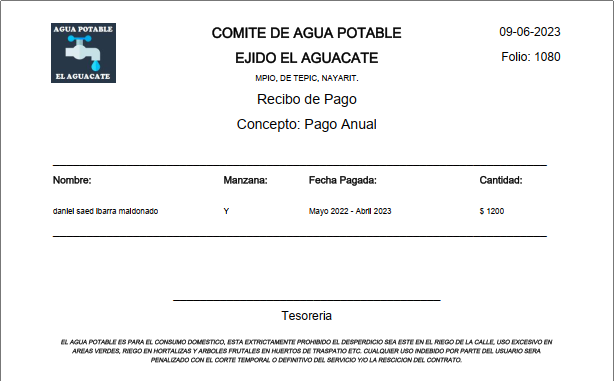 AGUA POTABLE
EL AGUACATE
COMITE DE AGUA POTABLE
EJIDO EL AGUACATE
MPIO, DE TEPIC, NAYARIT.
Recibo de Pago
Concepto: Pago Anual
09-06-2023
Folio: 1080
Nombre: Manzana: Fecha Pagada: Cantidad:
daniel saed ibarra maldonado Y Mayo 2022 - Abril 2023 $ 1200
Tesoreria
EL AGUA POTABLE ES PARA EL CONSUMO DOMESTICO, ESTA EXTRICTAMENTE PROHIBIDO EL DESPERDICIO SEA ESTE EN EL RIEGO DE LA CALLE, USO EXCESIVO EN
AREAS VERDES, RIEGO EN HORTALIZAS Y ARBOLES FRUTALES EN HUERTOS DE TRASPATIO ETC. CUALQUIER USO INDEBIDO POR PARTE DEL USUARIO SERA
PENALIZADO CON EL CORTE TEMPORAL O DEFINITIVO DEL SERVICIO Y/O LA RESCICION DEL CONTRATO.